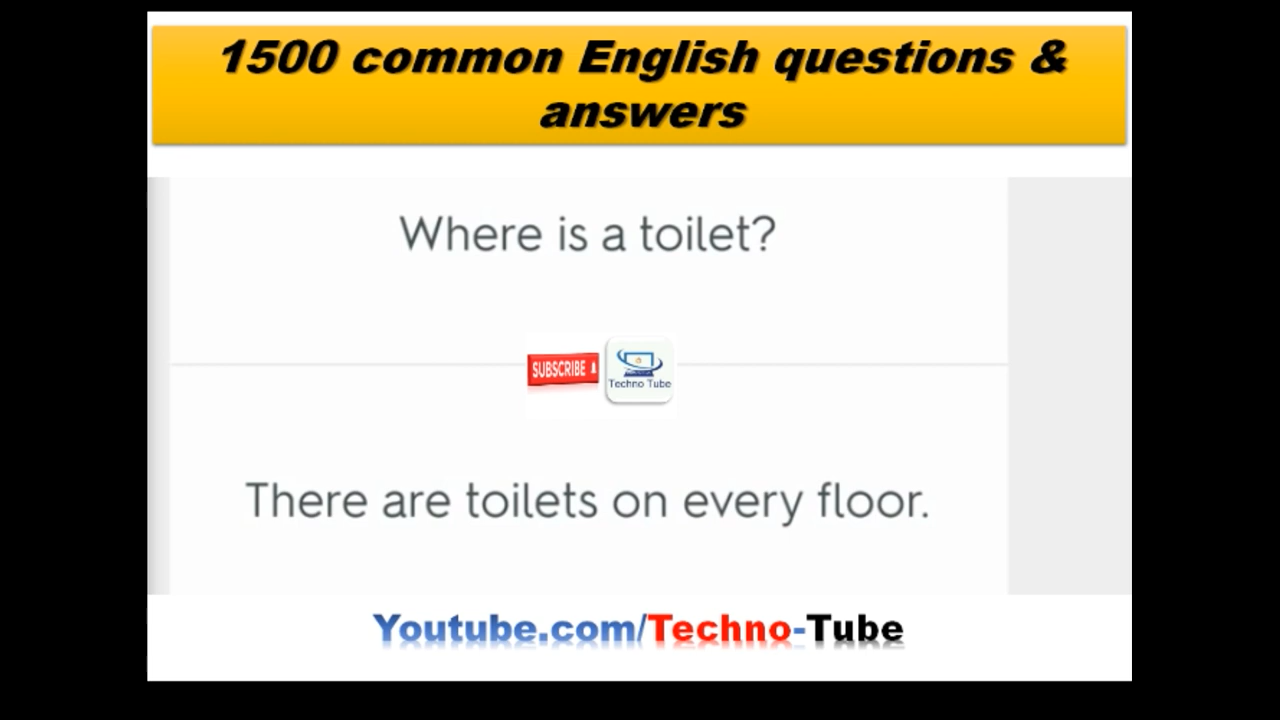 1500 common English questions &
answers
Where is a toilet?
SUBSCRIBE
Techno Tube
There are toilets on every floor.
Youtube.com/Techno-Tube